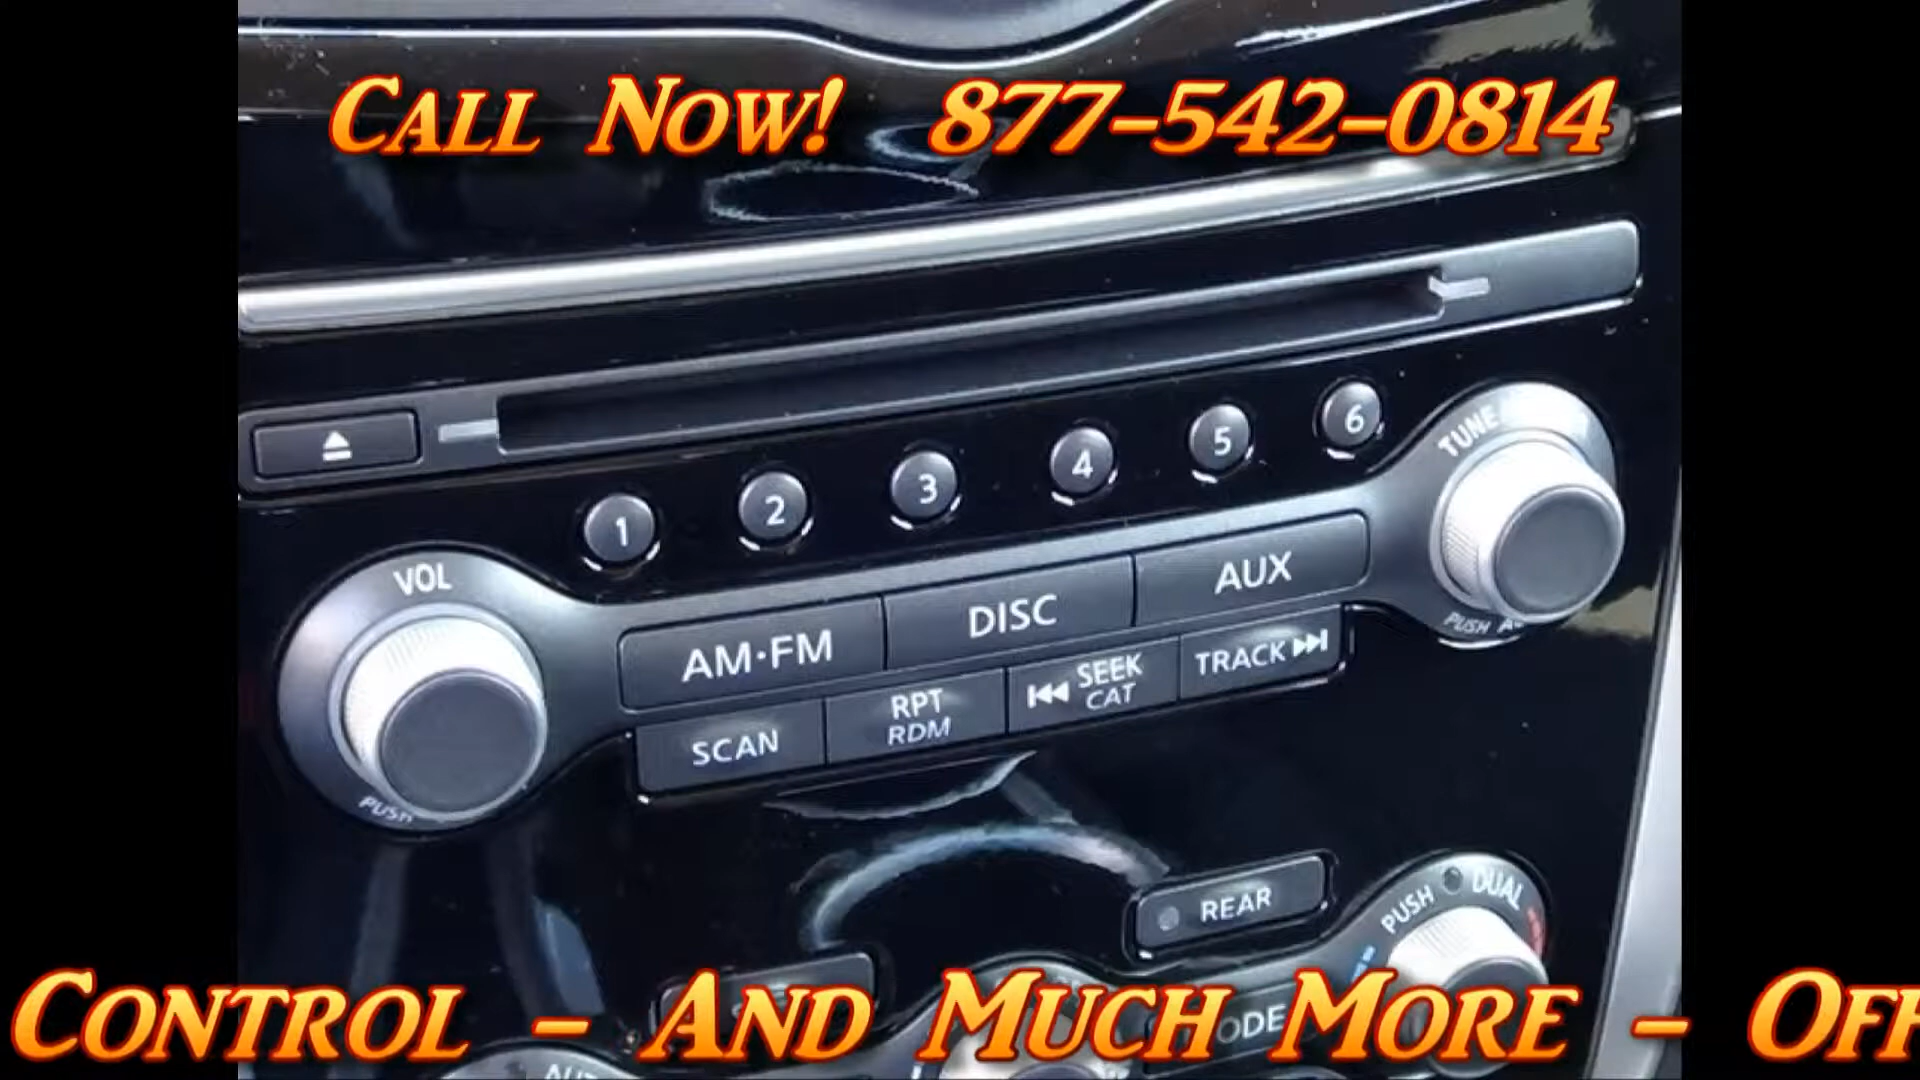 CALL NOW! 877-542-0814
1 2 3 4 5 6
TUNE
VOL
AM·FM DISC AUX
PUSH
SCAN RPT RDM SEEK CAT TRACK
PUSH
REAR
PUSH DUAL
CONTROL - AND MUCH MORE - OFF